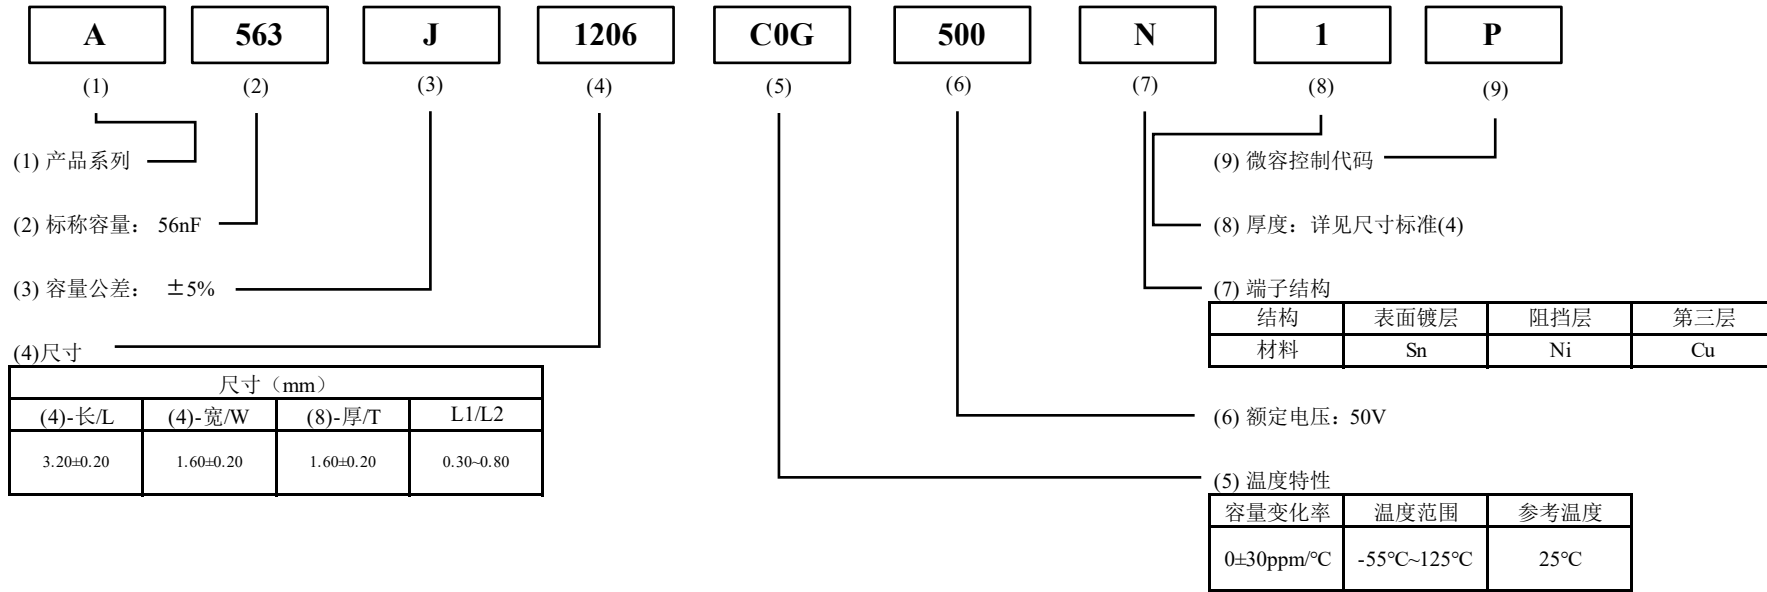 A 563 J 1206 C0G 500 N 1 P
(1) (2) (3) (4) (5) (6) (7) (8) (9)
(1) 产品系列
(2) 标称容量： 56nF
(3) 容量公差： ±5%
(4)尺寸
尺寸（mm）
(4)-长/L (4)-宽/W (8)-厚/T L1/L2
3.20±0.20 1.60±0.20 1.60±0.20 0.30~0.80
(9) 微容控制代码
(8) 厚度：详见尺寸标准(4)
(7) 端子结构
结构 表面镀层 阻挡层 第三层
材料 Sn Ni Cu
(6) 额定电压：50V
(5) 温度特性
容量变化率 温度范围 参考温度
0±30ppm/℃ -55℃~125℃ 25℃